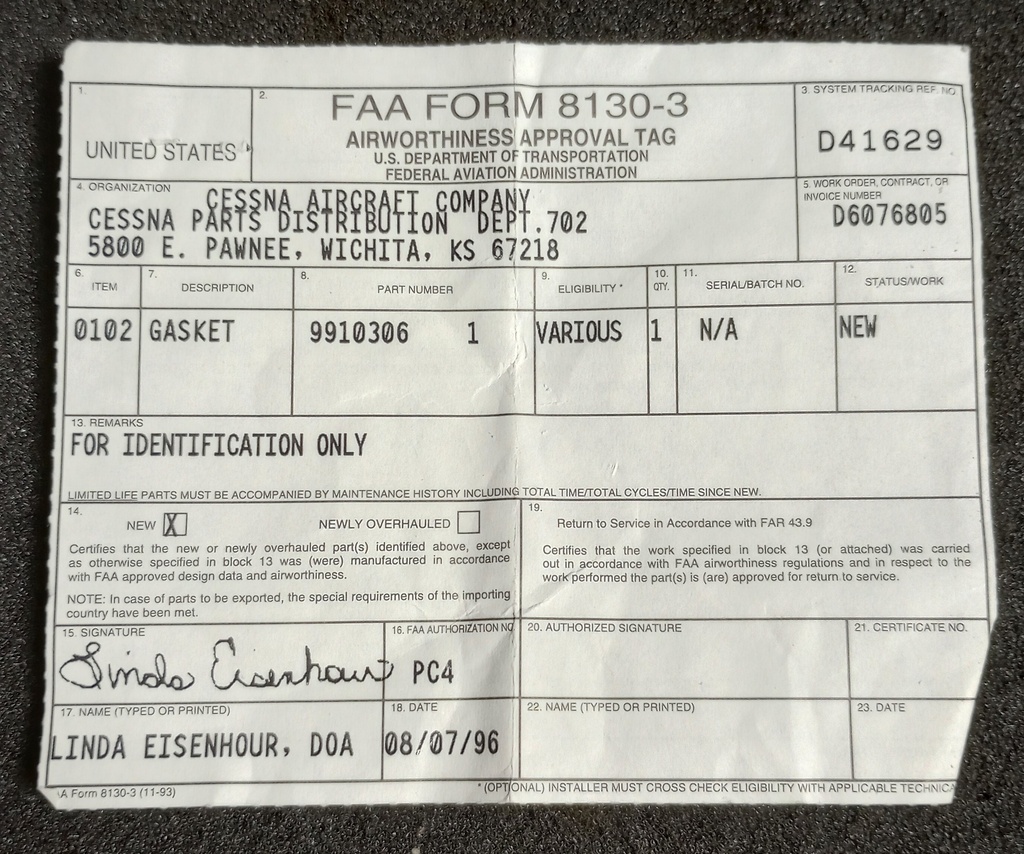 1.
UNITED STATES
2.
FAA FORM 8130-3
AIRWORTHINESS APPROVAL TAG
U.S. DEPARTMENT OF TRANSPORTATION
FEDERAL AVIATION ADMINISTRATION
3. SYSTEM TRACKING REF. NO
D41629
4. ORGANIZATION
CESSNA AIRCRAFT COMPANY
CESSNA PARTS DISTRIBUTION DEPT.702
5800 E. PAWNEE, WICHITA, KS 67218
5. WORK ORDER, CONTRACT, OR
INVOICE NUMBER
D6076805
6. ITEM
7. DESCRIPTION
8. PART NUMBER
9. ELIGIBILITY *
10. QTY.
11. SERIAL/BATCH NO.
12. STATUS/WORK
0102 GASKET 9910306 1 VARIOUS 1 N/A NEW
13. REMARKS
FOR IDENTIFICATION ONLY
LIMITED LIFE PARTS MUST BE ACCOMPANIED BY MAINTENANCE HISTORY INCLUDING TOTAL TIME/TOTAL CYCLES/TIME SINCE NEW.
14.
NEW X NEWLY OVERHAULED
Certifies that the new or newly overhauled part(s) identified above, except
as otherwise specified in block 13 was (were) manufactured in accordance
with FAA approved design data and airworthiness.
NOTE: In case of parts to be exported, the special requirements of the importing
country have been met.
19.
Return to Service in Accordance with FAR 43.9
Certifies that the work specified in block 13 (or attached) was carried
out in accordance with FAA airworthiness regulations and in respect to the
work performed the part(s) is (are) approved for return to service.
15. SIGNATURE
Linda Eisenhour
16. FAA AUTHORIZATION NO
PC4
20. AUTHORIZED SIGNATURE
21. CERTIFICATE NO.
17. NAME (TYPED OR PRINTED)
LINDA EISENHOUR, DOA
18. DATE
08/07/96
22. NAME (TYPED OR PRINTED)
23. DATE
A Form 8130-3 (11-93)
*(OPTIONAL) INSTALLER MUST CROSS CHECK ELIGIBILITY WITH APPLICABLE TECHNICA